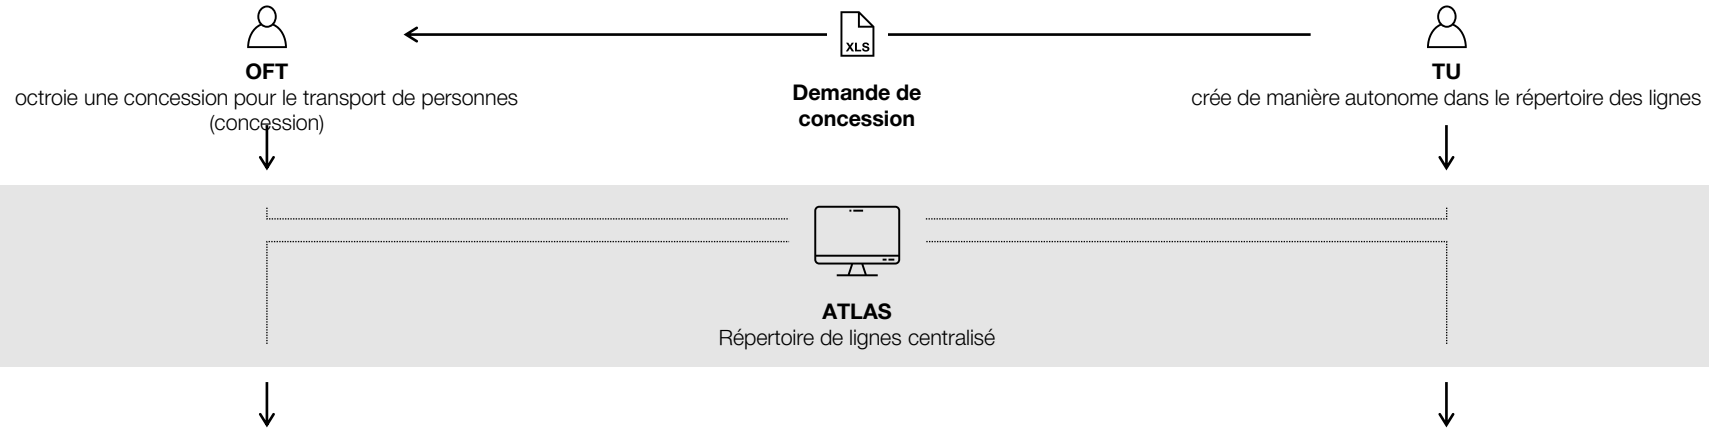 XLS
OFT
octroie une concession pour le transport de personnes
(concession)
Demande de
concession
TU
crée de manière autonome dans le répertoire des lignes
ATLAS
Répertoire de lignes centralisé